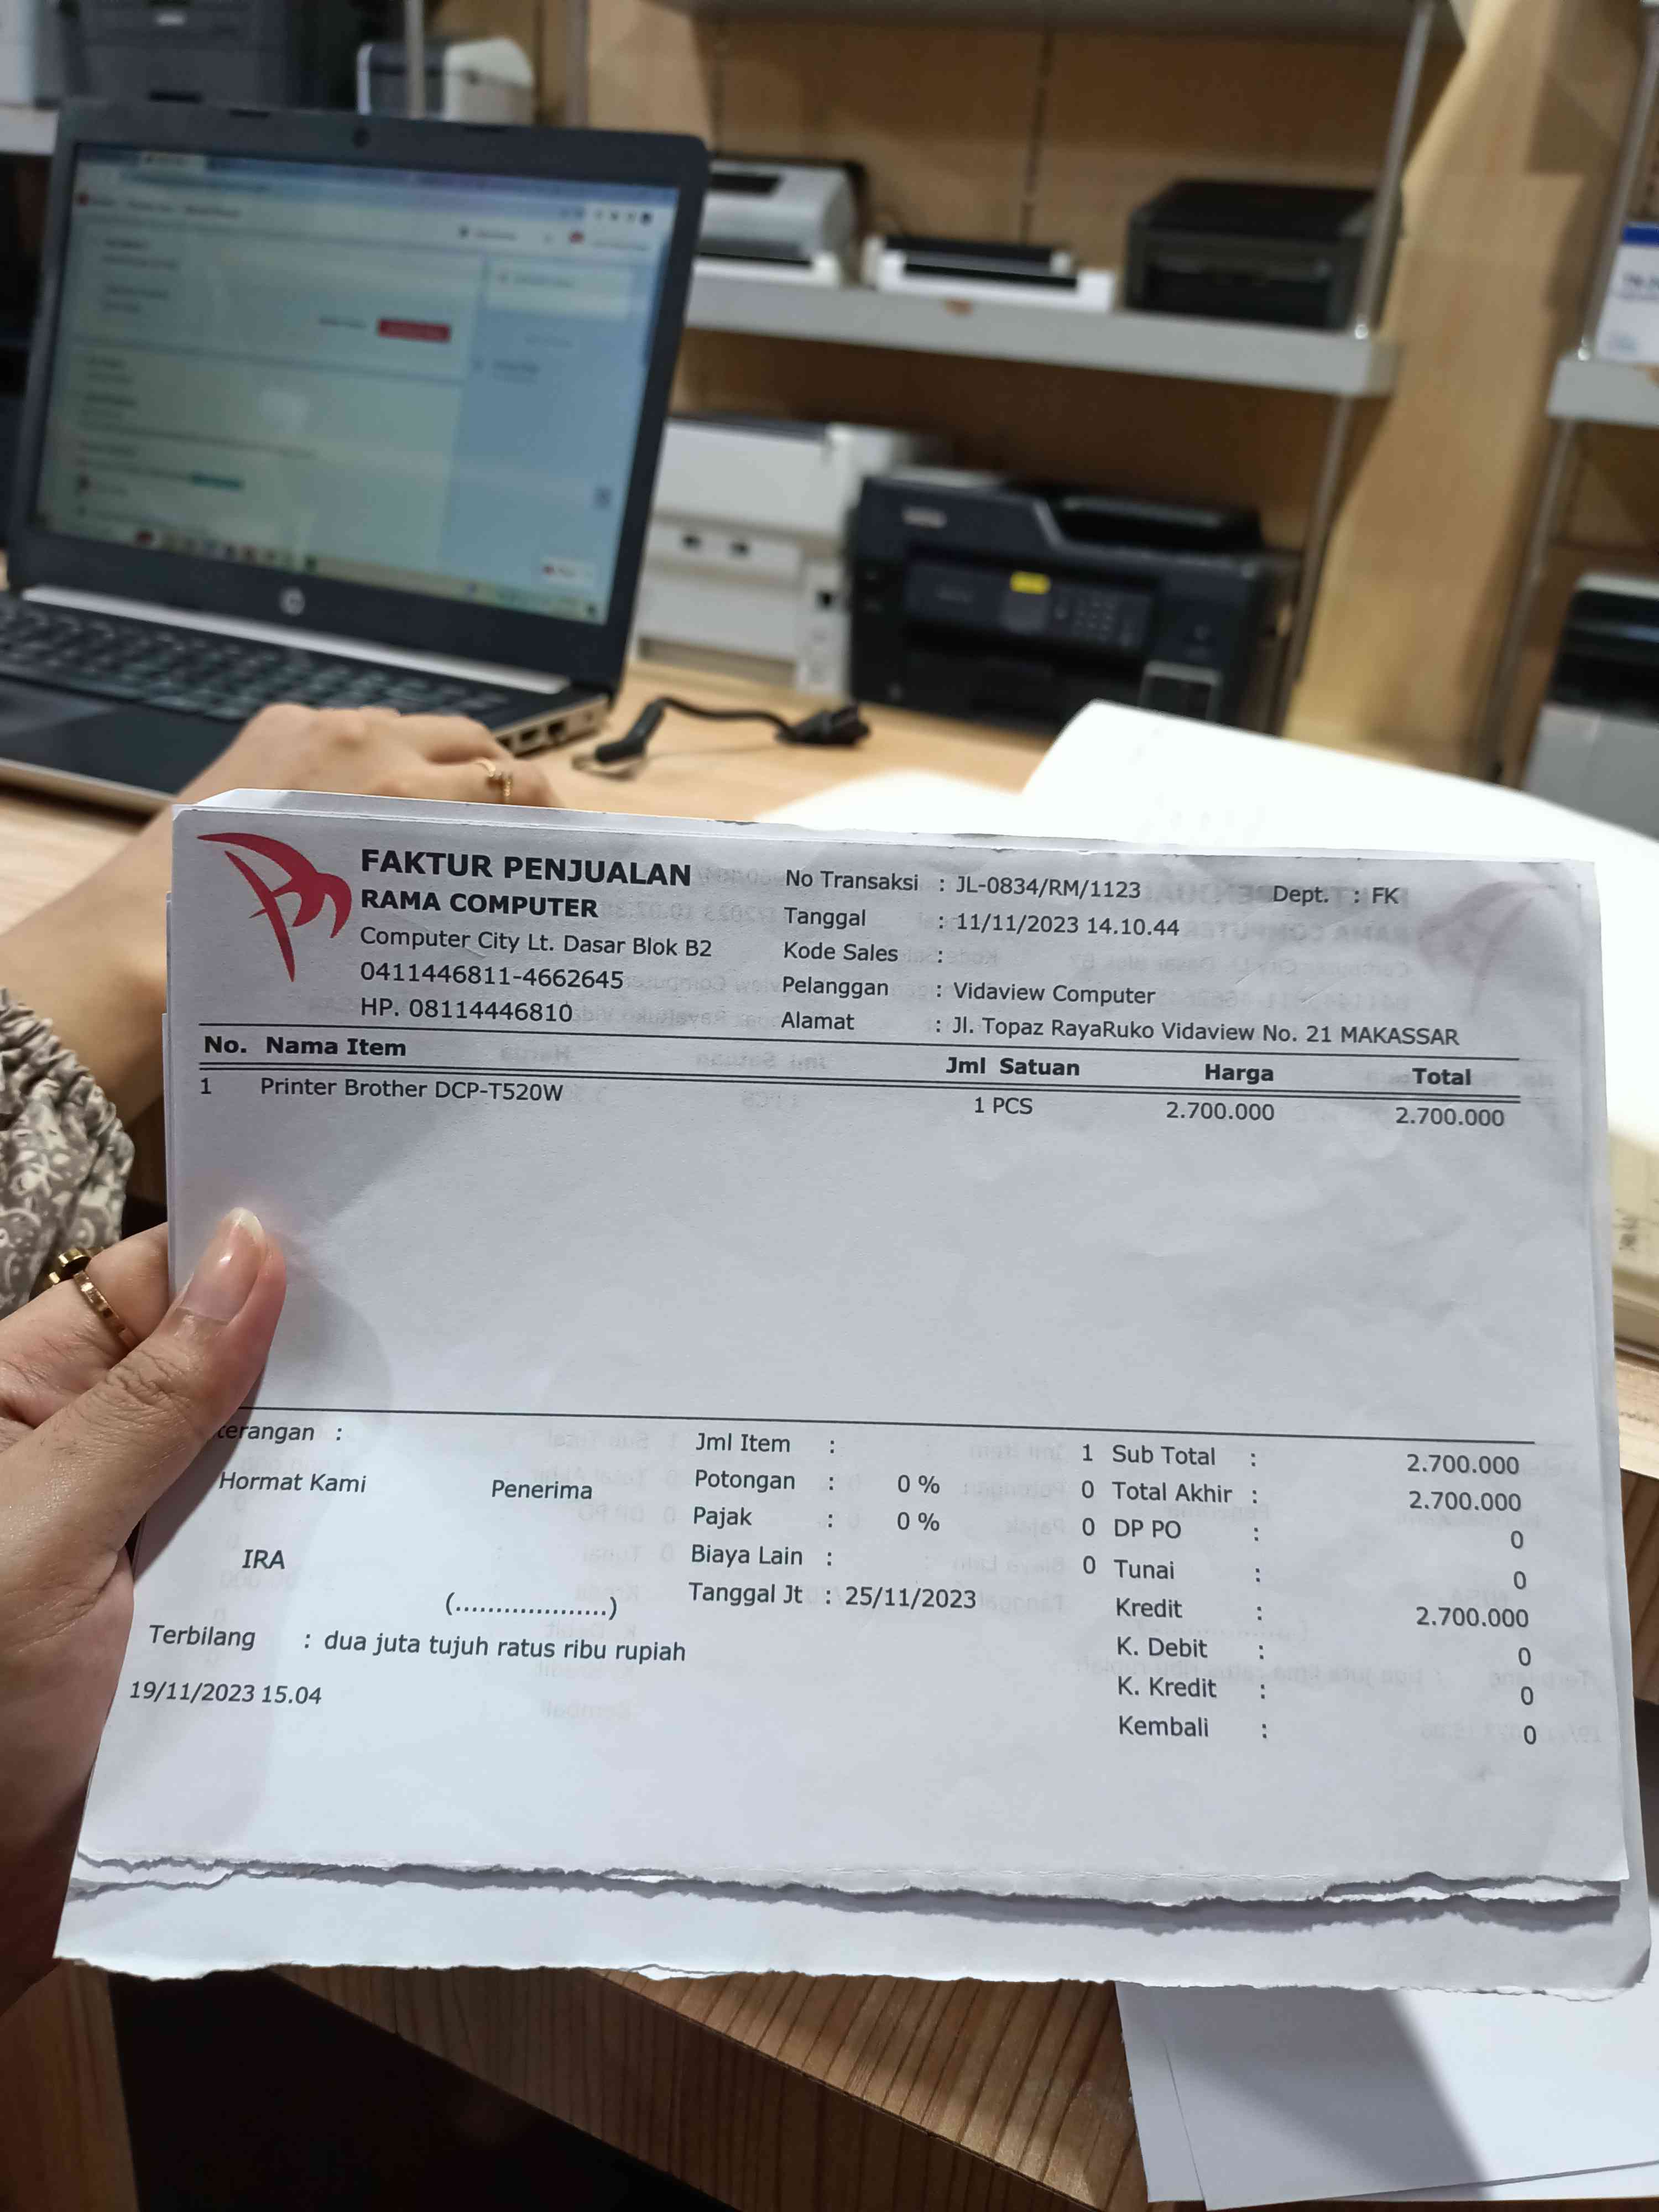 FAKTUR PENJUALAN
RAMA COMPUTER
Computer City Lt. Dasar Blok B2
0411446811-4662645
HP. 08114446810
No Transaksi : JL-0834/RM/1123 Dept. : FK
Tanggal : 11/11/2023 14.10.44
Kode Sales :
Pelanggan : Vidaview Computer
Alamat : Jl. Topaz RayaRuko Vidaview No. 21 MAKASSAR
No. Nama Item Jml Satuan Harga Total
1 Printer Brother DCP-T520W 1 PCS 2.700.000 2.700.000
terangan :
Hormat Kami Penerima
IRA
(...................)
Jml Item : 1
Potongan : 0 % 0
Pajak : 0 % 0
Biaya Lain : 0
Tanggal Jt : 25/11/2023
Sub Total : 2.700.000
Total Akhir : 2.700.000
DP PO : 0
Tunai : 0
Kredit : 2.700.000
K. Debit : 0
K. Kredit : 0
Kembali : 0
Terbilang : dua juta tujuh ratus ribu rupiah
19/11/2023 15.04